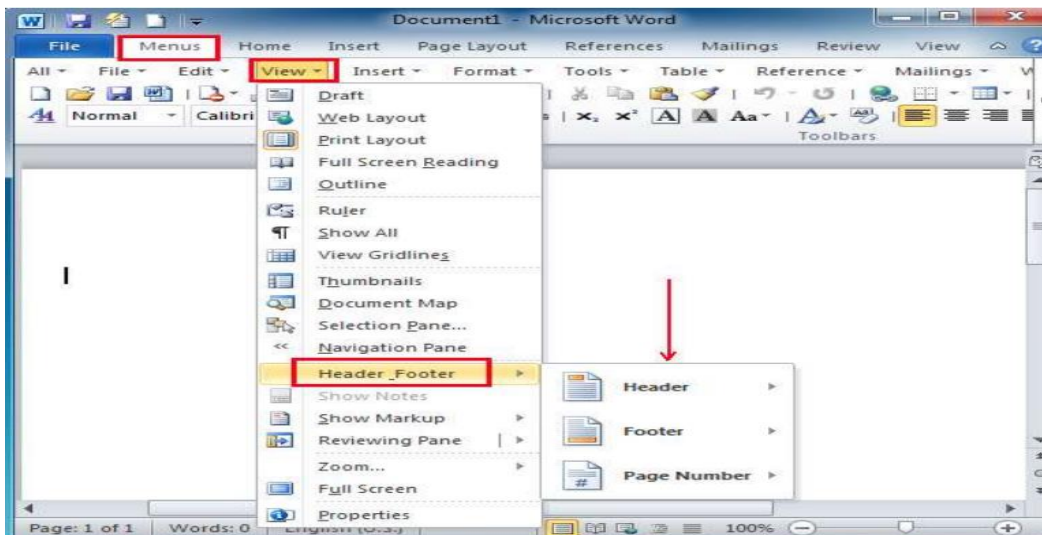 Document1 - Microsoft Word
File Menus Home Insert Page Layout References Mailings Review View
All File Edit View Insert Format Tools Table Reference Mailings
Normal Calibri
Toolbars
Draft
Web Layout
Print Layout
Full Screen Reading
Outline
Ruler
Show All
View Gridlines
Thumbnails
Document Map
Selection Pane...
Navigation Pane
Header_Footer
Show Notes
Show Markup
Reviewing Pane
Zoom...
Full Screen
Properties
Header
Footer
Page Number
Page: 1 of 1 Words: 0 English (U.S.) 100%